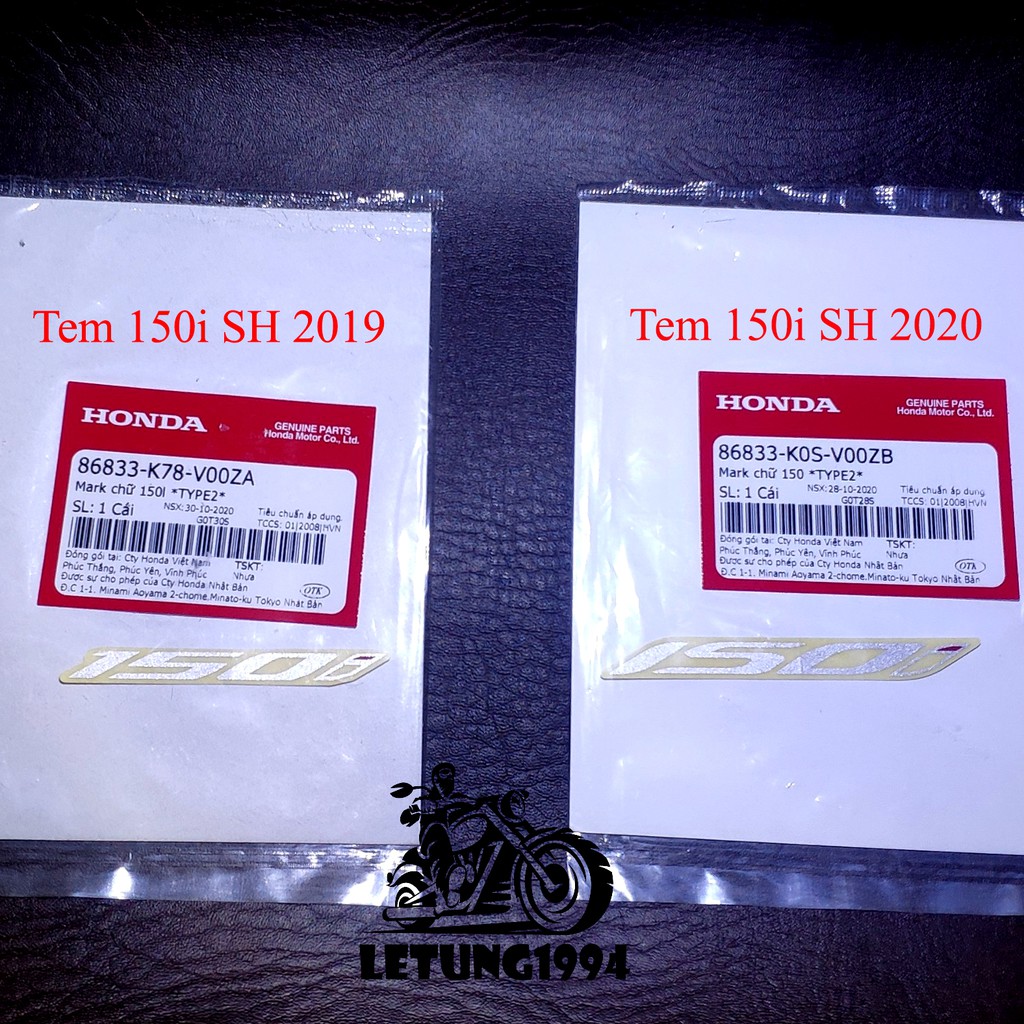 Tem 150i SH 2019
HONDA
GENUINE PARTS
Honda Motor Co., Ltd.
86833-K78-V00ZA
Mark chữ 150I *TYPE2*
SL: 1 Cái
NSX:30-10-2020
G0T30S
Tiêu chuẩn áp dụng.
TCCS: 01|2008|HVN
Đóng gói tại: Cty Honda Việt Nam
Phúc Thắng, Phúc Yên, Vĩnh Phúc
TSKT:
Nhựa
Được sự cho phép của Cty Honda Nhật Bản
Đ.C 1-1. Minami Aoyama 2-chome.Minato-ku Tokyo Nhật Bản
OTK
150i
Tem 150i SH 2020
HONDA
GENUINE PARTS
Honda Motor Co., Ltd.
86833-K0S-V00ZB
Mark chữ 150 *TYPE2*
SL: 1 Cái
NSX:28-10-2020
G0T28S
Tiêu chuẩn áp dụng.
TCCS: 01|2008|HVN
Đóng gói tại: Cty Honda Việt Nam
Phúc Thắng, Phúc Yên, Vĩnh Phúc
TSKT:
Nhựa
Được sự cho phép của Cty Honda Nhật Bản
Đ.C 1-1. Minami Aoyama 2-chome.Minato-ku Tokyo Nhật Bản
OTK
150i
LETUNG1994